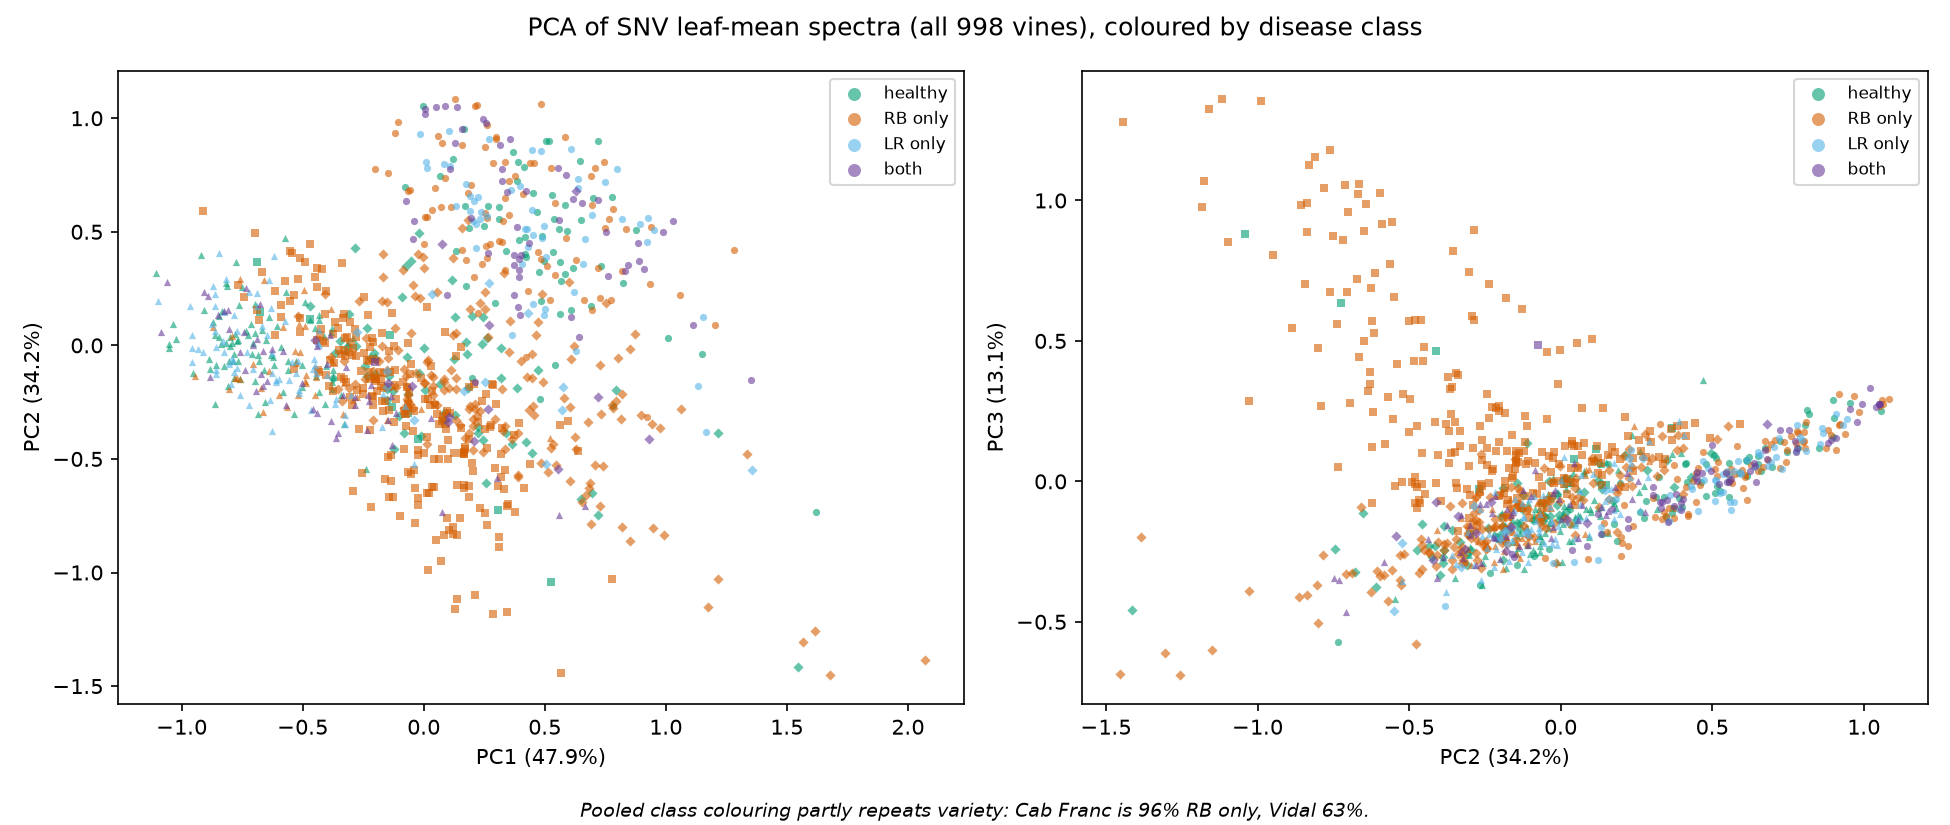 PCA of SNV leaf-mean spectra (all 998 vines), coloured by disease class
healthy
RB only
LR only
both
1.0
0.5
0.0
−0.5
−1.0
−1.5
PC2 (34.2%)
−1.0
−0.5
0.0
0.5
1.0
1.5
2.0
PC1 (47.9%)
healthy
RB only
LR only
both
1.0
0.5
0.0
−0.5
PC3 (13.1%)
−1.5
−1.0
−0.5
0.0
0.5
1.0
PC2 (34.2%)
Pooled class colouring partly repeats variety: Cab Franc is 96% RB only, Vidal 63%.